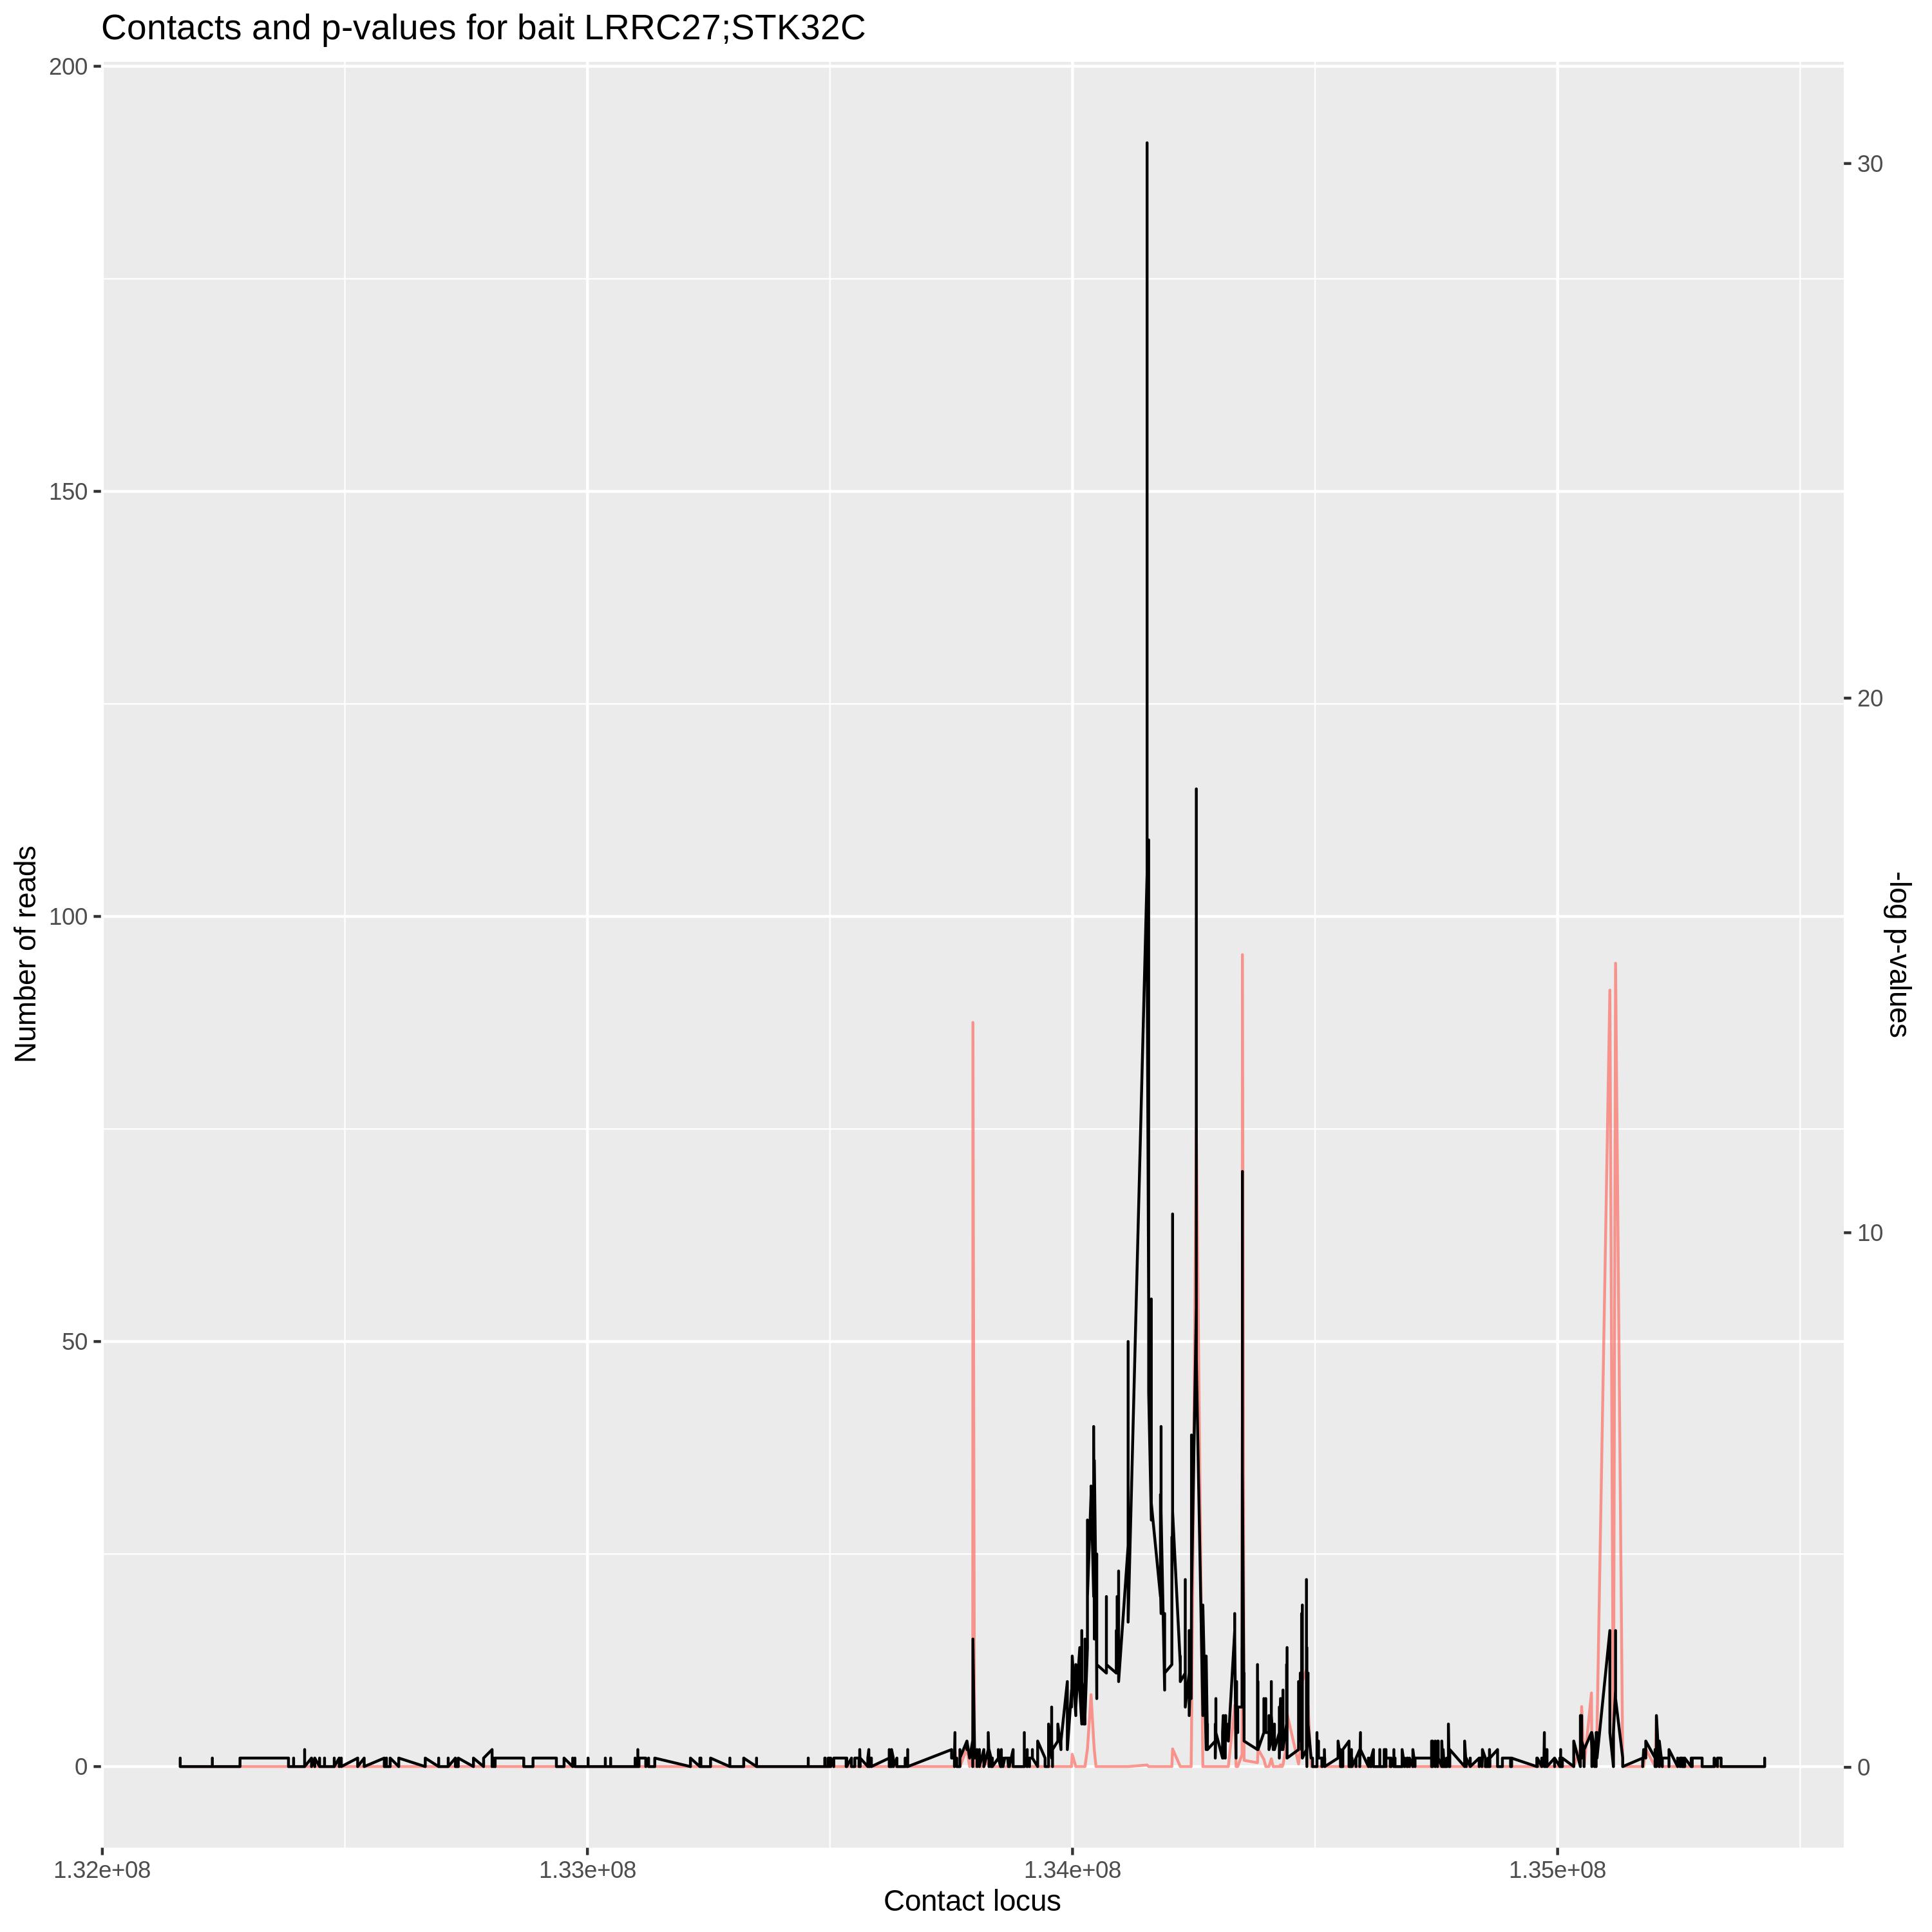 Contacts and p-values for bait LRRC27;STK32C
200
150
100
50
0
Number of reads
30
20
10
0
-log p-values
1.32e+08
1.33e+08
1.34e+08
1.35e+08
Contact locus